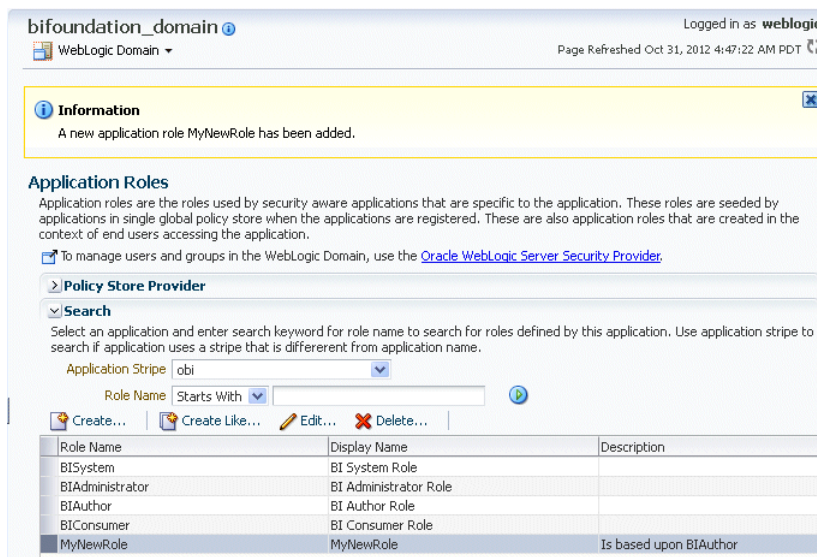 bifoundation_domain
Logged in as weblogic
WebLogic Domain
Page Refreshed Oct 31, 2012 4:47:22 AM PDT
Information
A new application role MyNewRole has been added.
Application Roles
Application roles are the roles used by security aware applications that are specific to the application. These roles are seeded by
applications in single global policy store when the applications are registered. These are also application roles that are created in the
context of end users accessing the application.
To manage users and groups in the WebLogic Domain, use the Oracle WebLogic Server Security Provider.
Policy Store Provider
Search
Select an application and enter search keyword for role name to search for roles defined by this application. Use application stripe to
search if application uses a stripe that is differerent from application name.
Application Stripe obi
Role Name Starts With
Create... Create Like... Edit... Delete...
Role Name Display Name Description
BISystem BI System Role
BIAdministrator BI Administrator Role
BIAuthor BI Author Role
BIConsumer BI Consumer Role
MyNewRole MyNewRole Is based upon BIAuthor